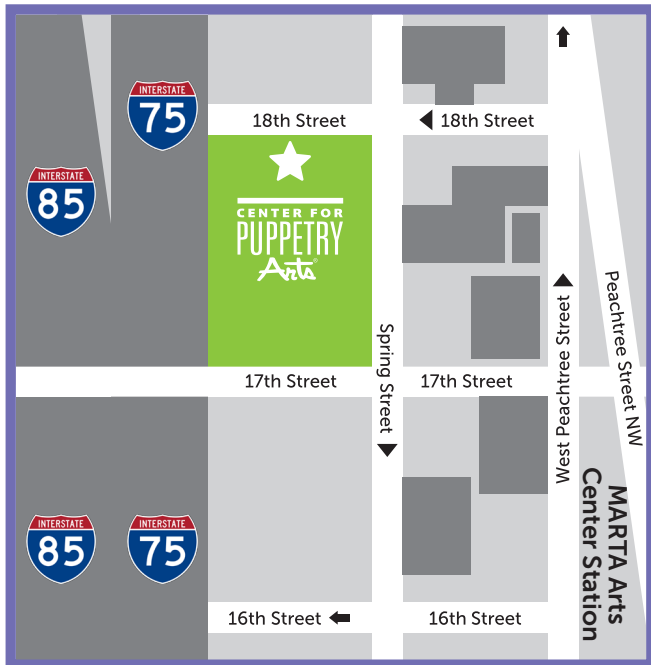 INTERSTATE
75
18th Street
18th Street
INTERSTATE
85
CENTER FOR
PUPPETRY
Arts®
Peachtree Street NW
West Peachtree Street
Spring Street
17th Street
17th Street
MARTA Arts
Center Station
INTERSTATE
85
INTERSTATE
75
16th Street
16th Street